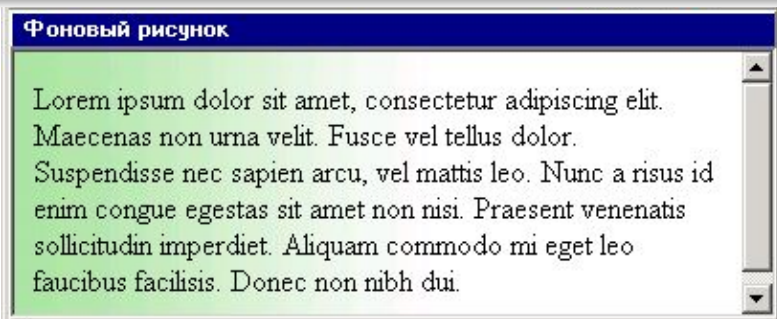 Фоновый рисунок
Lorem ipsum dolor sit amet, consectetur adipiscing elit.
Maecenas non urna velit. Fusce vel tellus dolor.
Suspendisse nec sapien arcu, vel mattis leo. Nunc a risus id
enim congue egestas sit amet non nisi. Praesent venenatis
sollicitudin imperdiet. Aliquam commodo mi eget leo
faucibus facilisis. Donec non nibh dui.